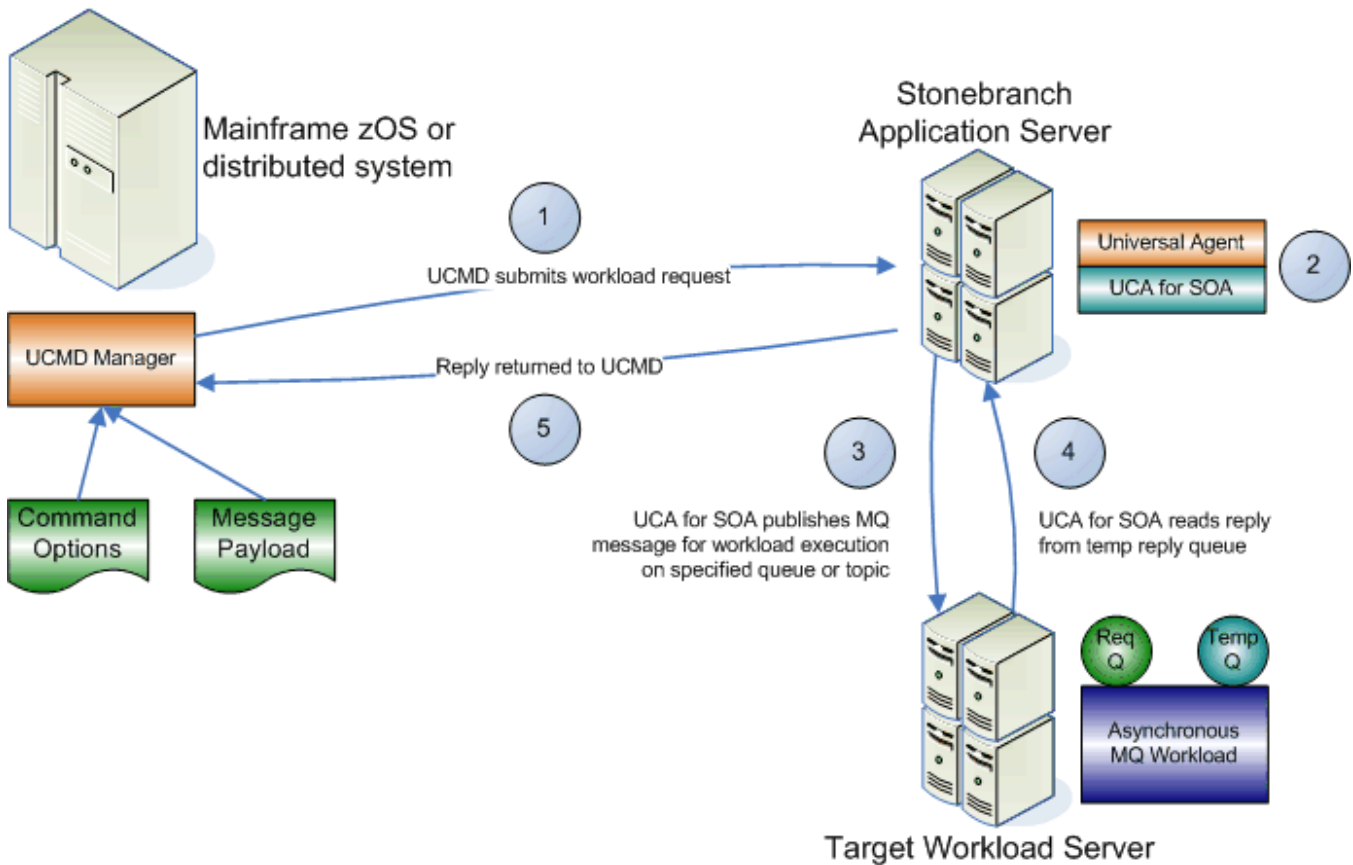 Mainframe zOS or
distributed system
Stonebranch
Application Server
1
UCMD submits workload request
Universal Agent
UCA for SOA
2
UCMD Manager
Reply returned to UCMD
5
3
4
Command
Options
Message
Payload
UCA for SOA publishes MQ
message for workload execution
on specified queue or topic
UCA for SOA reads reply
from temp reply queue
Req
Q
Temp
Q
Asynchronous
MQ Workload
Target Workload Server